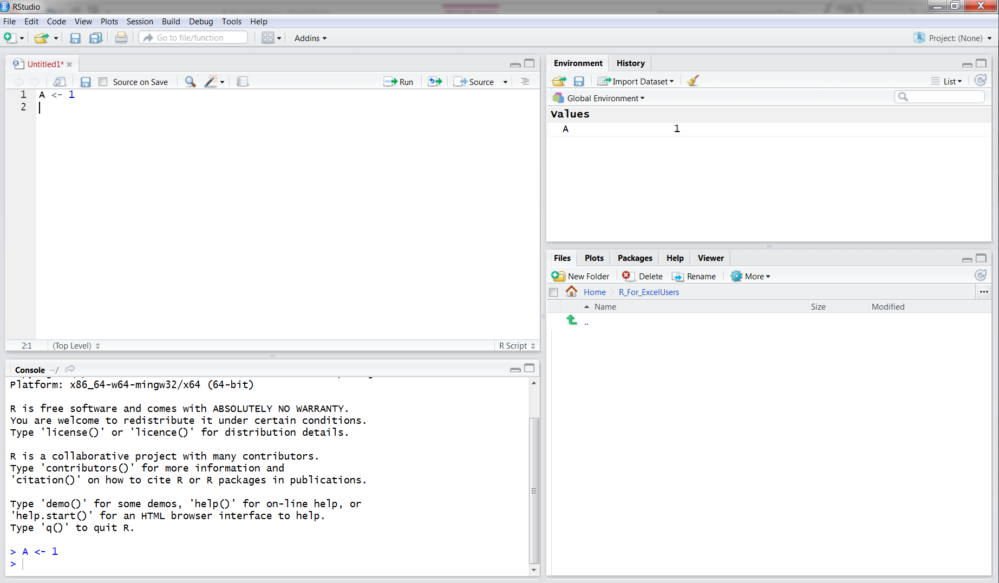 RStudio
File Edit Code View Plots Session Build Debug Tools Help
Go to file/function Addins Project: (None)
Untitled1*
Source on Save Run Source
1 A <- 1
2
2:1 (Top Level) R Script
Console ~/
Platform: x86_64-w64-mingw32/x64 (64-bit)
R is free software and comes with ABSOLUTELY NO WARRANTY.
You are welcome to redistribute it under certain conditions.
Type 'license()' or 'licence()' for distribution details.
R is a collaborative project with many contributors.
Type 'contributors()' for more information and
'citation()' on how to cite R or R packages in publications.
Type 'demo()' for some demos, 'help()' for on-line help, or
'help.start()' for an HTML browser interface to help.
Type 'q()' to quit R.
> A <- 1
>
Environment History
Import Dataset List
Global Environment
Values
A 1
Files Plots Packages Help Viewer
New Folder Delete Rename More
Home R_For_ExcelUsers ...
Name Size Modified
..